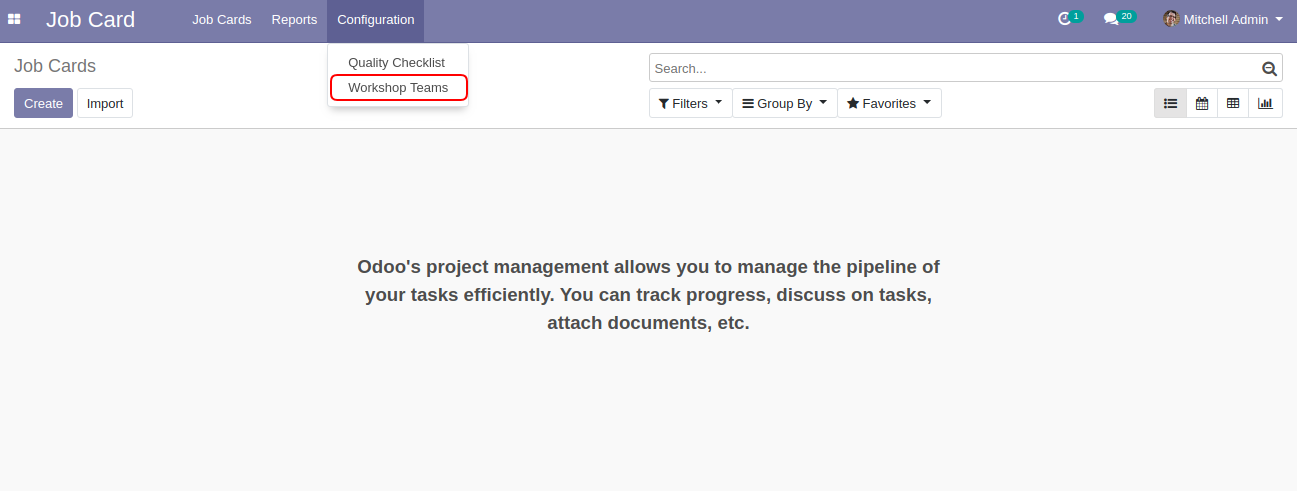 Job Card Job Cards Reports Configuration 1 20 Mitchell Admin
Job Cards
Quality Checklist
Search...
Workshop Teams
Create Import Filters Group By Favorites
Odoo's project management allows you to manage the pipeline of
your tasks efficiently. You can track progress, discuss on tasks,
attach documents, etc.